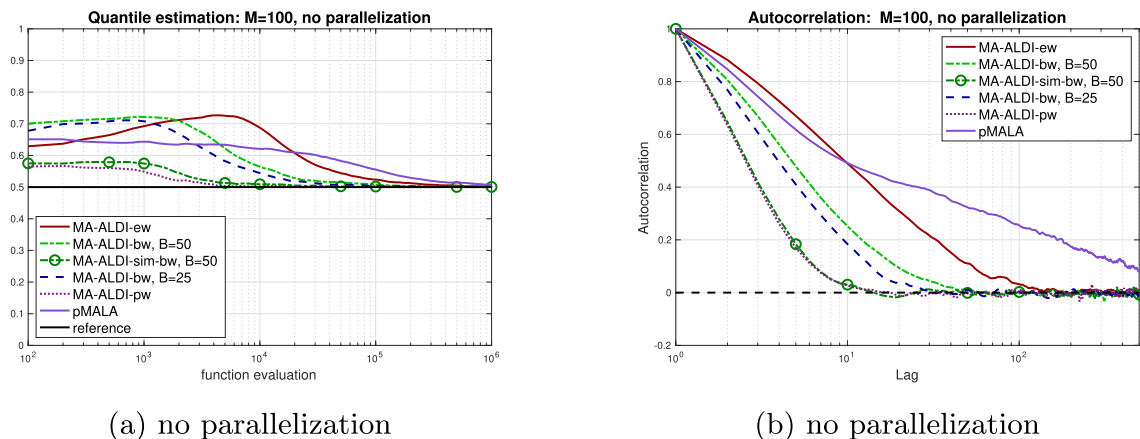 Quantile estimation: M=100, no parallelization
1
0.9
0.8
0.7
0.6
0.5
0.4
0.3
0.2
0.1
0
MA-ALDI-ew
MA-ALDI-bw, B=50
MA-ALDI-sim-bw, B=50
MA-ALDI-bw, B=25
MA-ALDI-pw
pMALA
reference
10^2 10^3 10^4 10^5 10^6
function evaluation
(a) no parallelization
Autocorrelation: M=100, no parallelization
Autocorrelation
1
0.8
0.6
0.4
0.2
0
-0.2
MA-ALDI-ew
MA-ALDI-bw, B=50
MA-ALDI-sim-bw, B=50
MA-ALDI-bw, B=25
MA-ALDI-pw
pMALA
10^0 10^1 10^2
Lag
(b) no parallelization